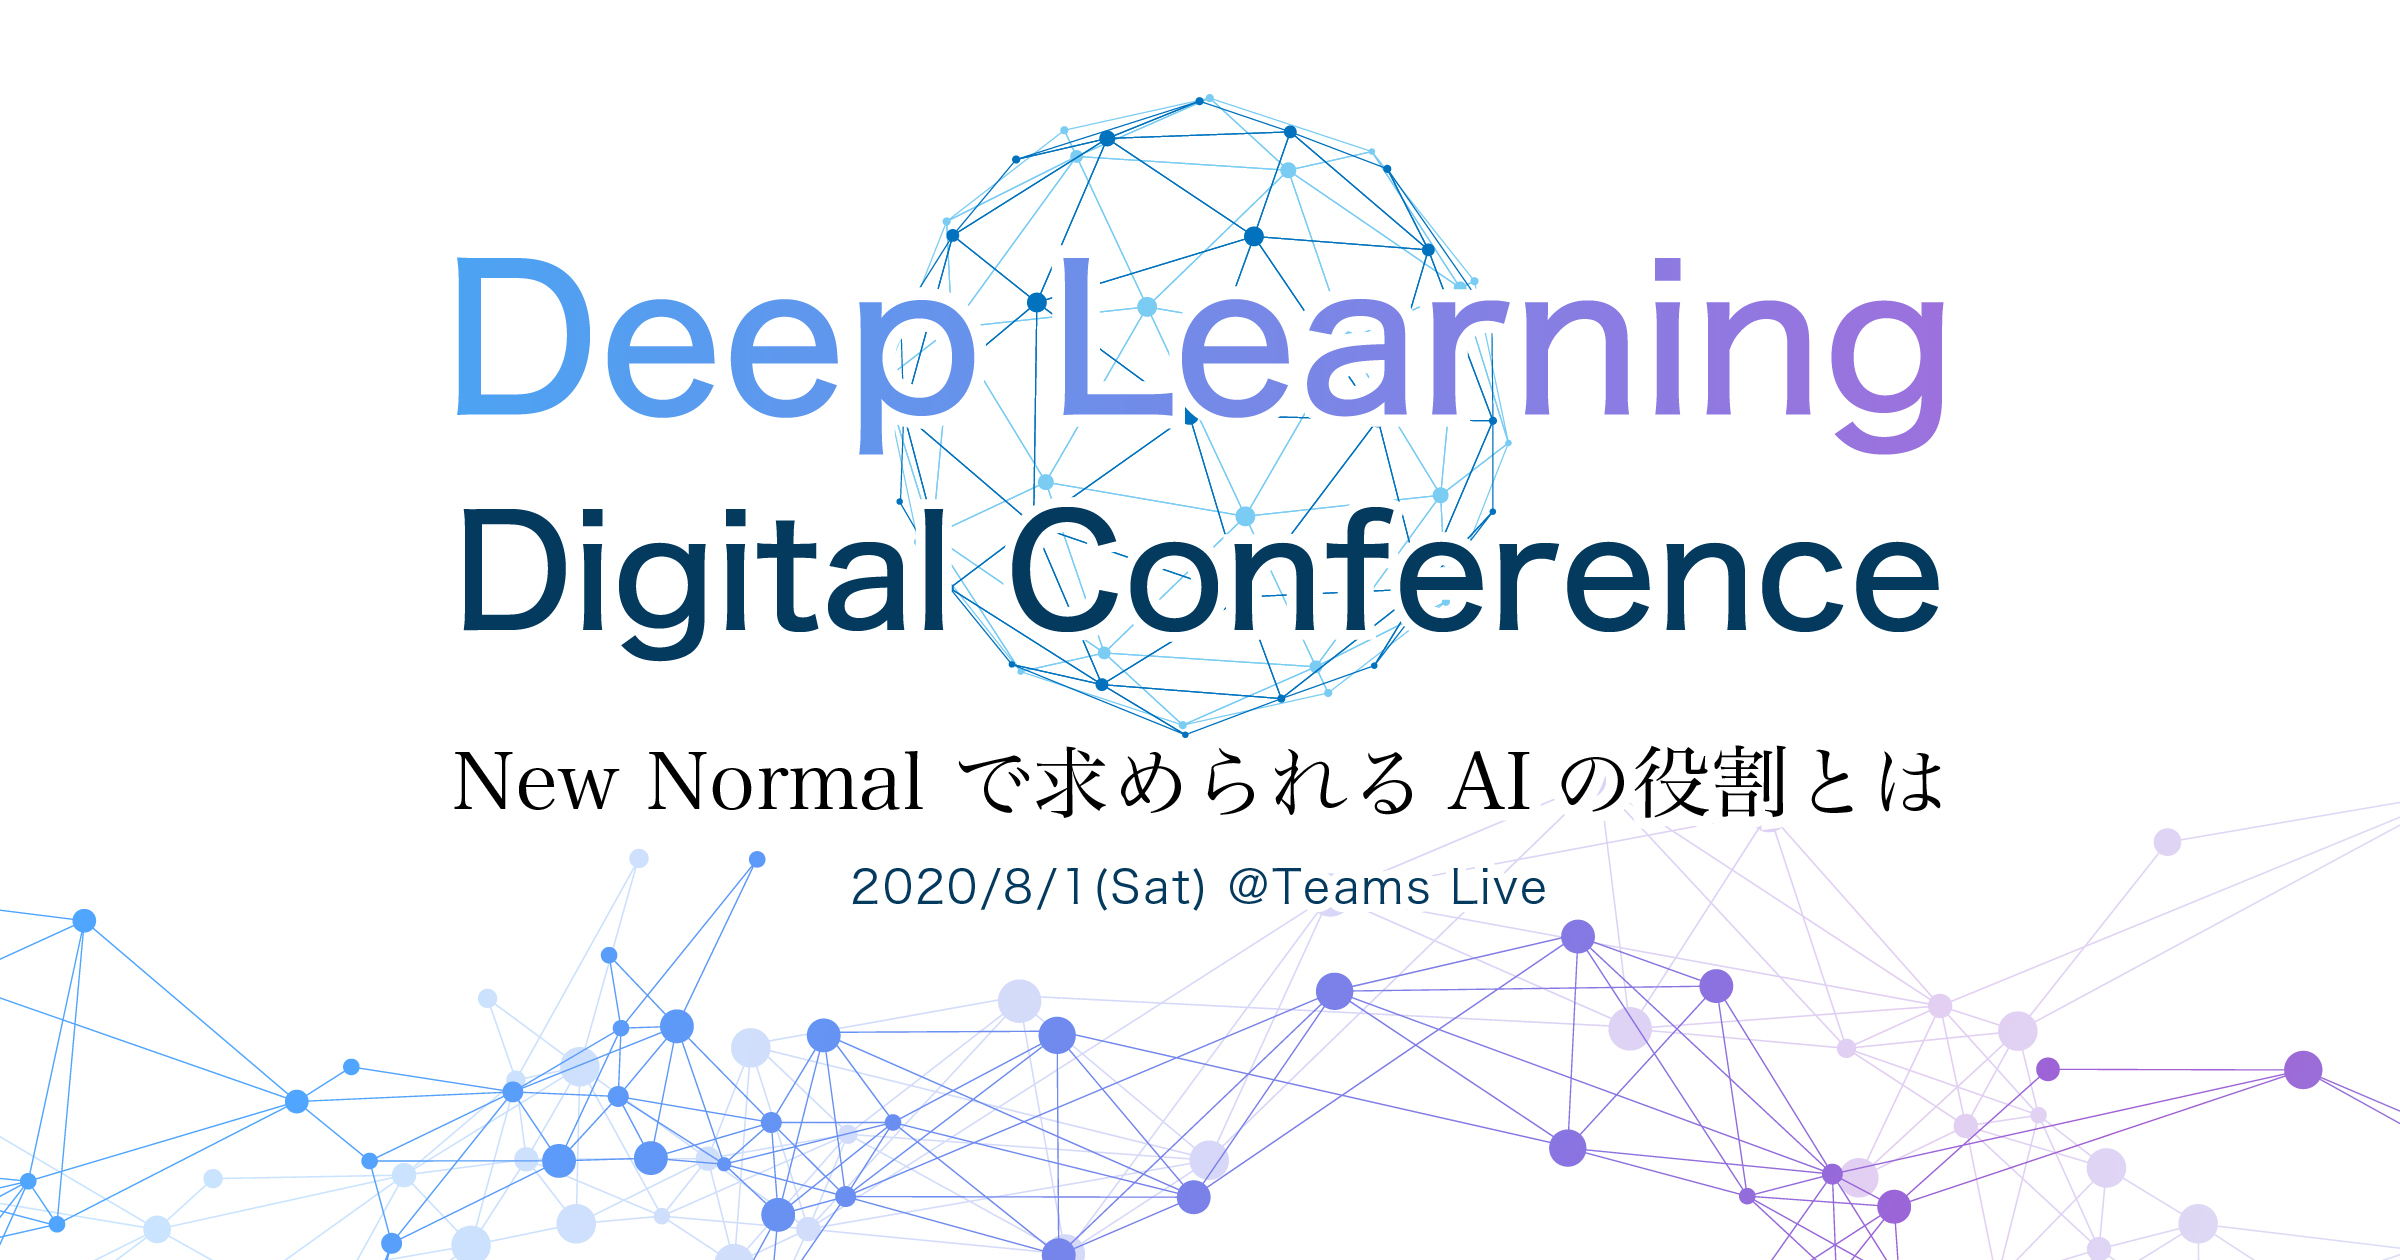 Deep Learning
Digital Conference
New Normal で求められる AI の役割とは
2020/8/1(Sat) @Teams Live